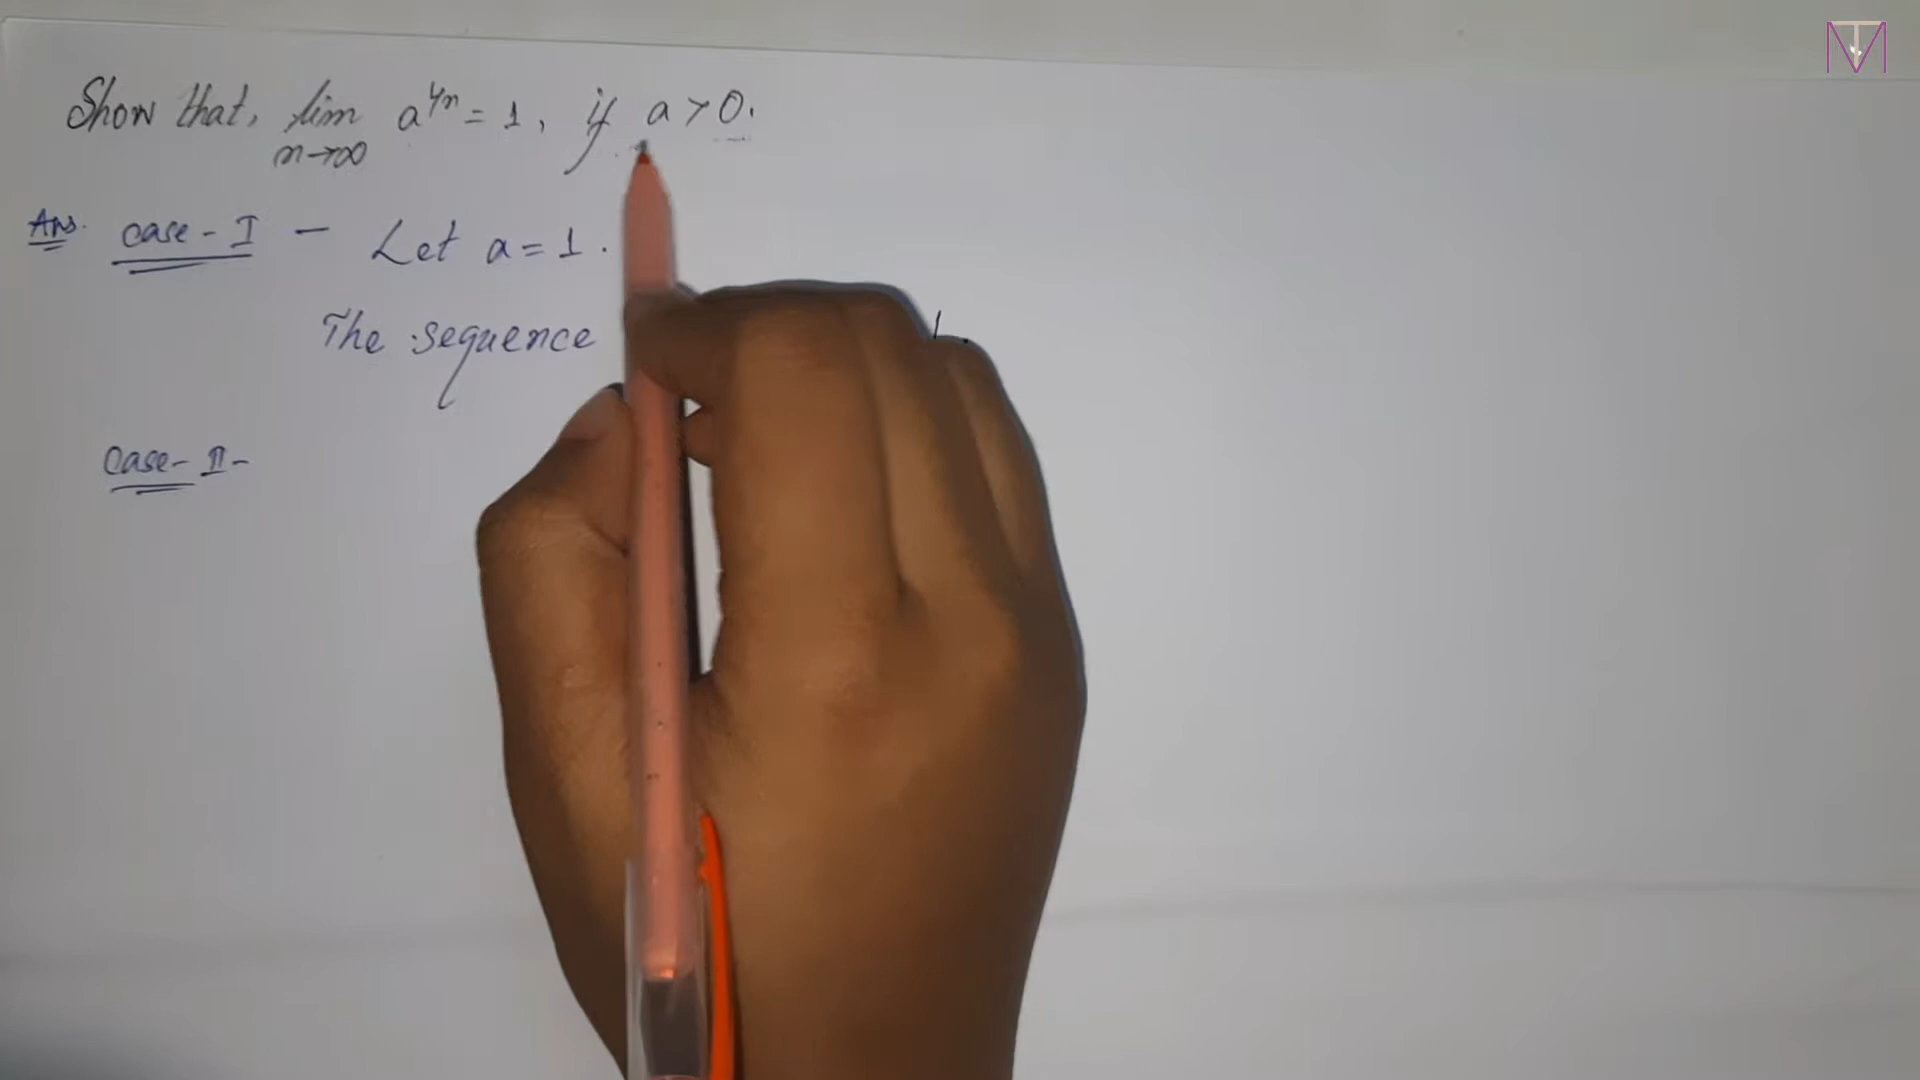 Show that, lim a^1/n = 1, if a > 0.
n→∞
Ans. case - I - Let a = 1.
The sequence
Case - II -